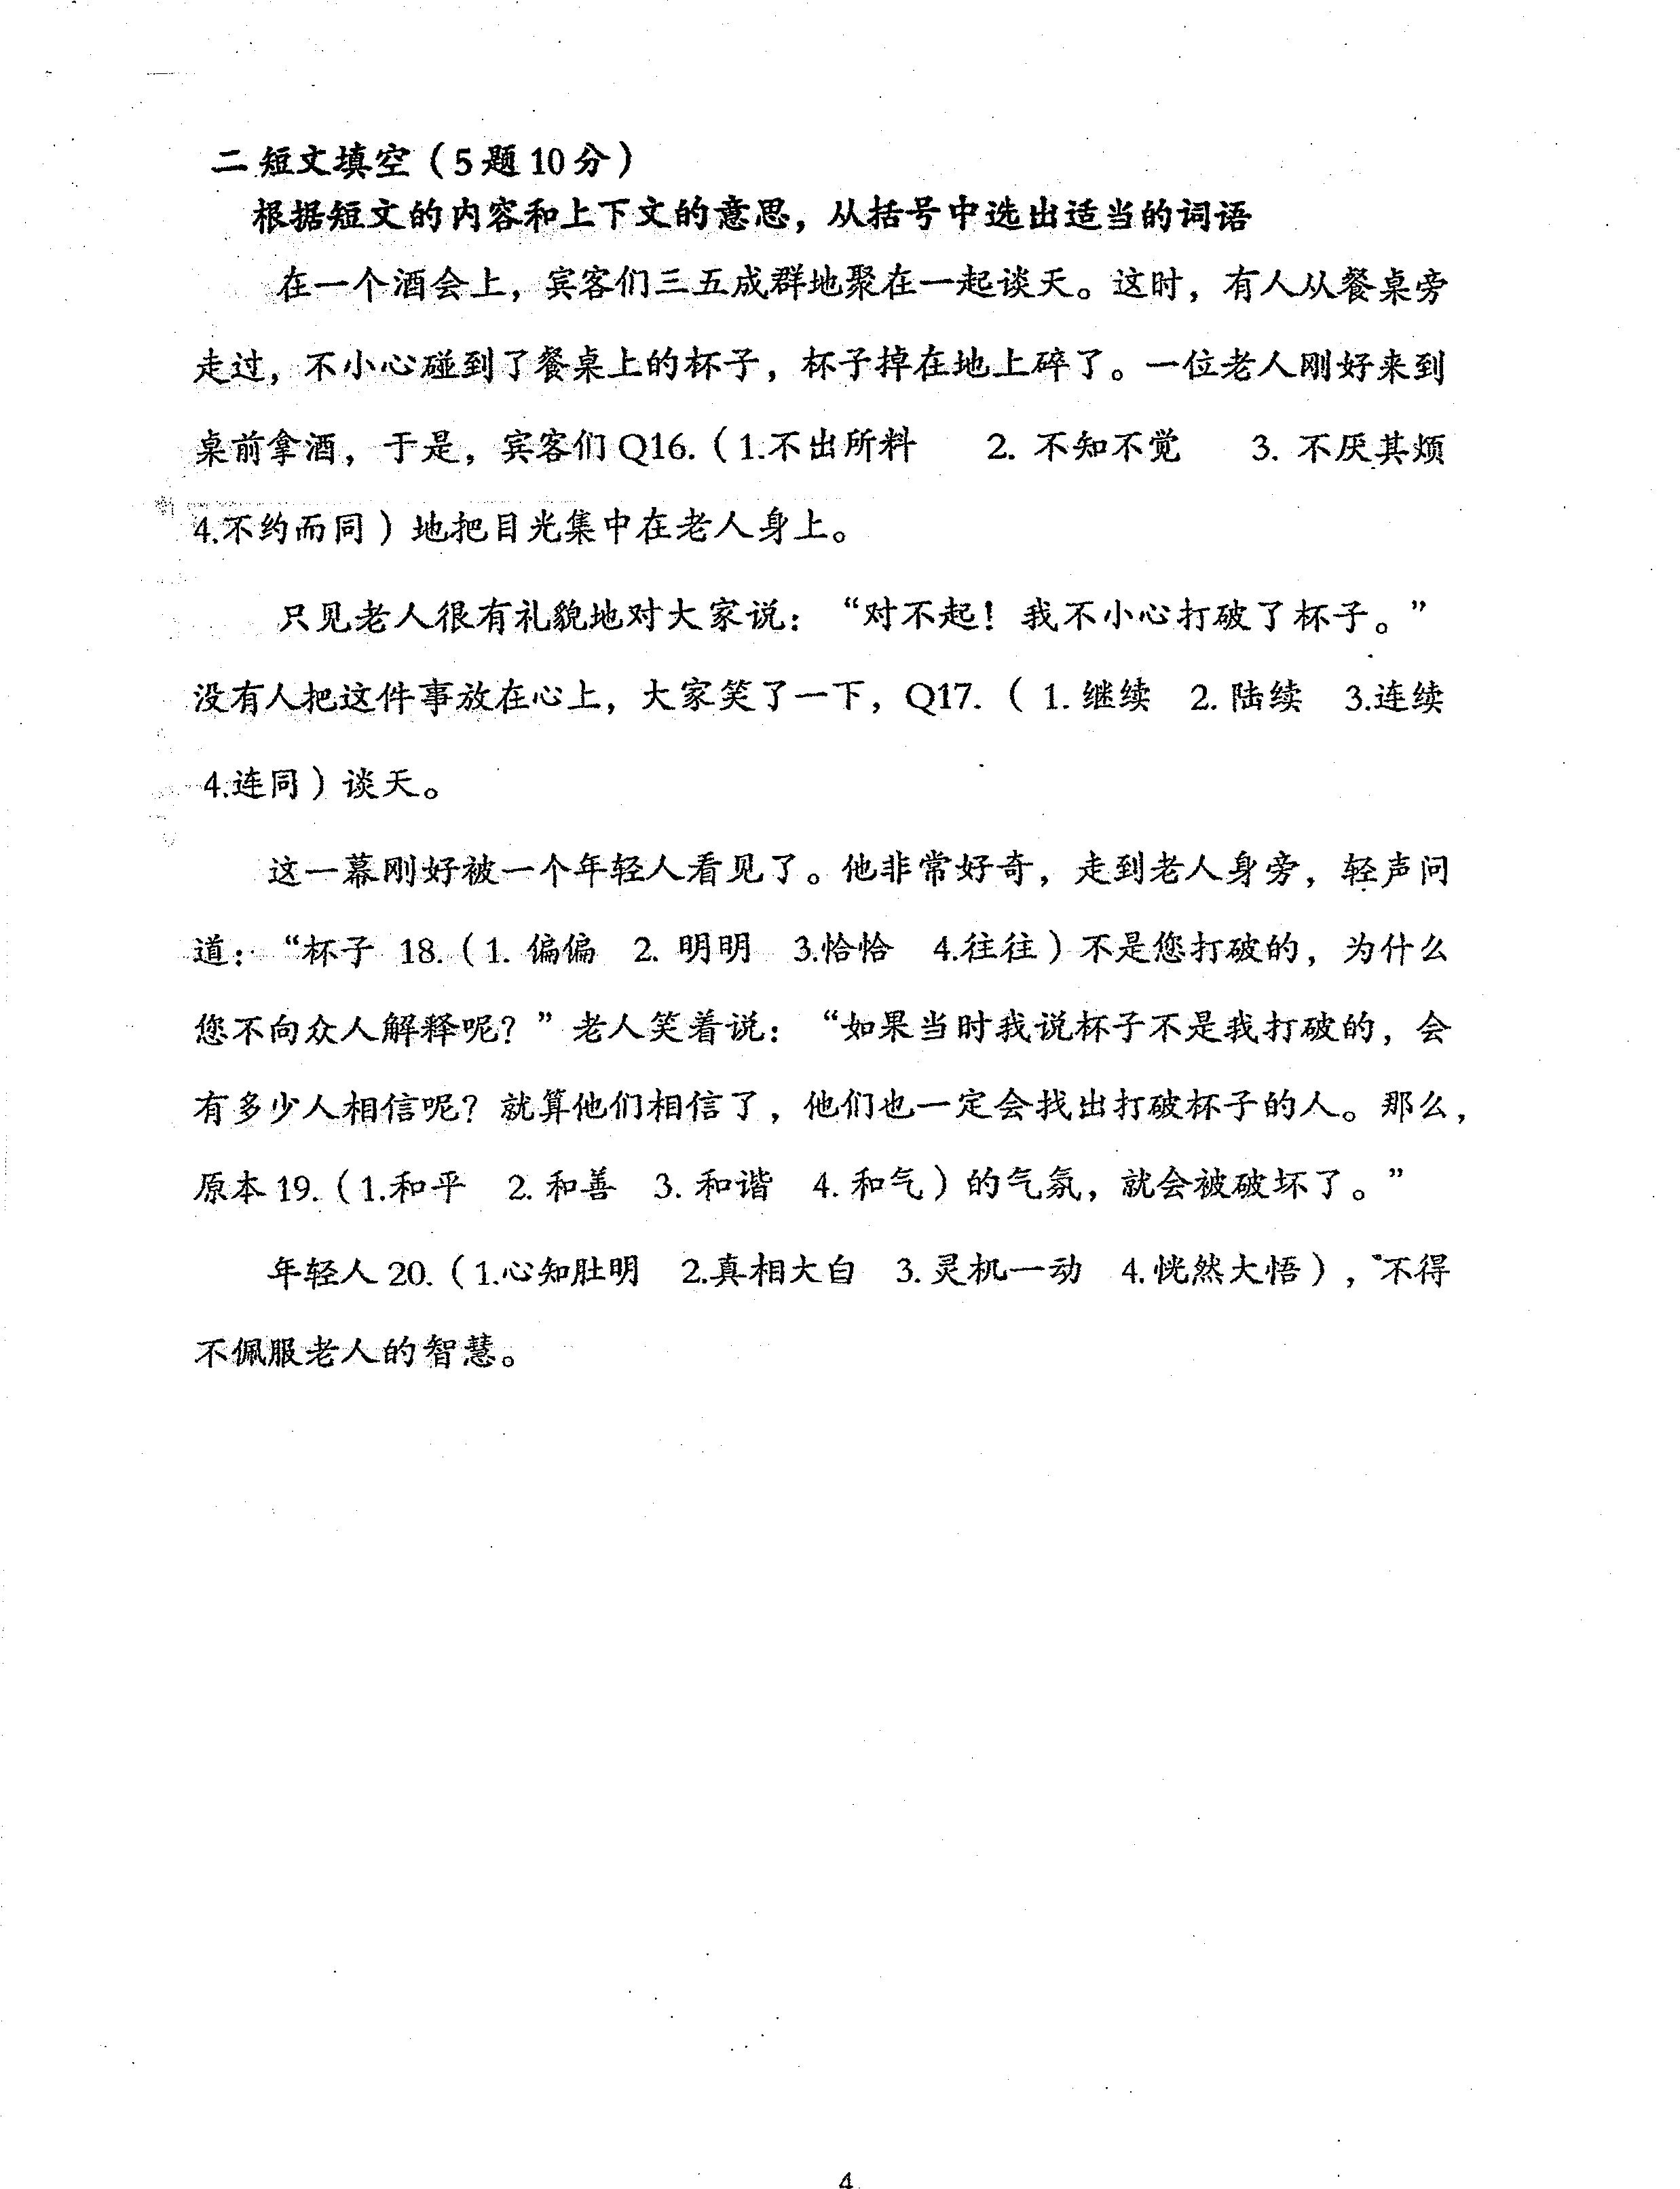 二 短文填空（5题10分）
根据短文的内容和上下文的意思，从括号中选出适当的词语
在一个酒会上，宾客们三五成群地聚在一起谈天。这时，有人从餐桌旁
走过，不小心碰到了餐桌上的杯子，杯子掉在地上碎了。一位老人刚好来到
桌前拿酒，于是，宾客们Q16.（1.不出所料 2. 不知不觉 3. 不厌其烦
4.不约而同）地把目光集中在老人身上。
只见老人很有礼貌地对大家说：“对不起！我不小心打破了杯子。”
没有人把这件事放在心上，大家笑了一下，Q17.（1. 继续 2. 陆续 3.连续
4.连同）谈天。
这一幕刚好被一个年轻人看见了。他非常好奇，走到老人身旁，轻声问
道：“杯子 18.（1. 偏偏 2. 明明 3.恰恰 4.往往）不是您打破的，为什么
您不向众人解释呢？”老人笑着说：“如果当时我说杯子不是我打破的，会
有多少人相信呢？就算他们相信了，他们也一定会找出打破杯子的人。那么，
原本19.（1.和平 2. 和善 3. 和谐 4. 和气）的气氛，就会被破坏了。”
年轻人20.（1.心知肚明 2.真相大白 3. 灵机一动 4. 恍然大悟），不得
不佩服老人的智慧。
4